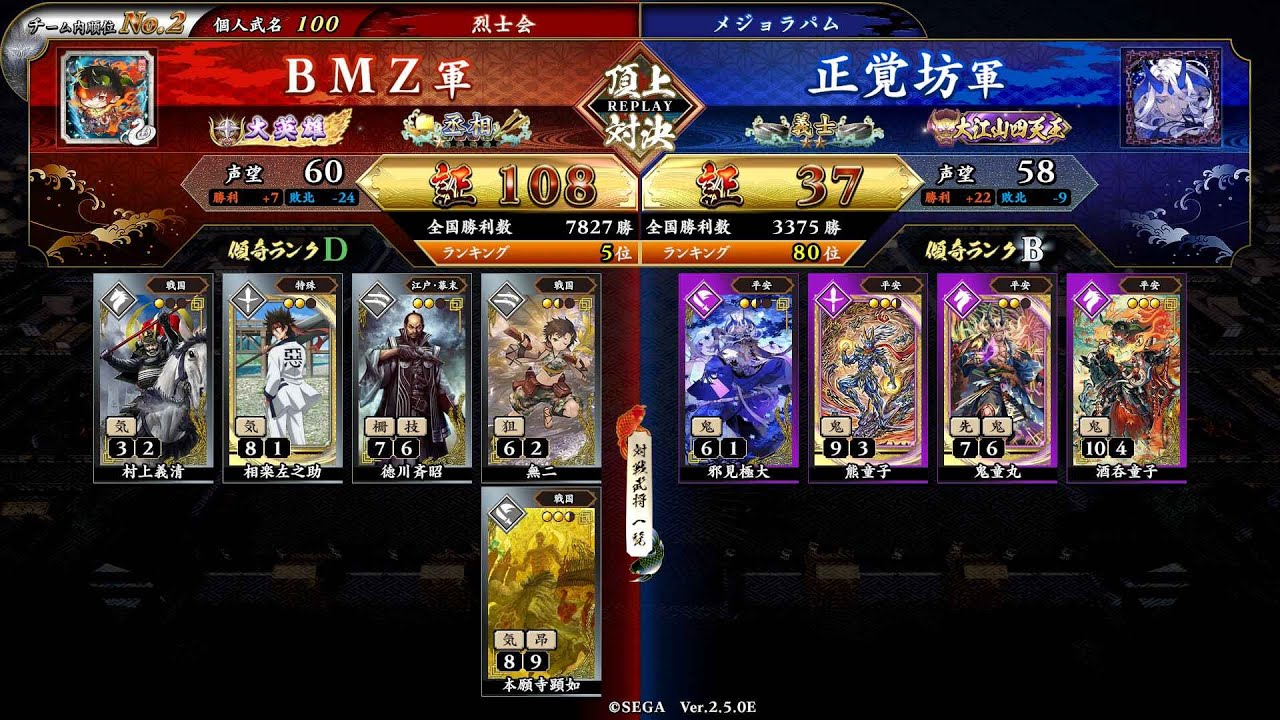 チーム内順位 No.2 個人武名 100
烈士会
メジョラパム
BMZ軍
正覚坊軍
頂上
REPLAY
対決
大英雄
丞相
義士
大江山四天王
声望 60
勝利 +7 敗北 -24
証 108
証 37
声望 58
勝利 +22 敗北 -9
全国勝利数 7827勝
全国勝利数 3375勝
ランキング 5位
ランキング 80位
傾奇ランク D
傾奇ランク B
戦国
気
3 2
村上義清
特殊
惡
気
8 1
相楽左之助
江戸・幕末
柵 技
7 6
徳川斉昭
戦国
狙
6 2
無二
戦国
気 昂
8 9
本願寺顕如
対戦武将一覧
平安
鬼
6 1
邪見極大
平安
鬼
9 3
熊童子
平安
先 鬼
7 6
鬼童丸
平安
鬼
10 4
酒呑童子
©SEGA Ver.2.5.0E